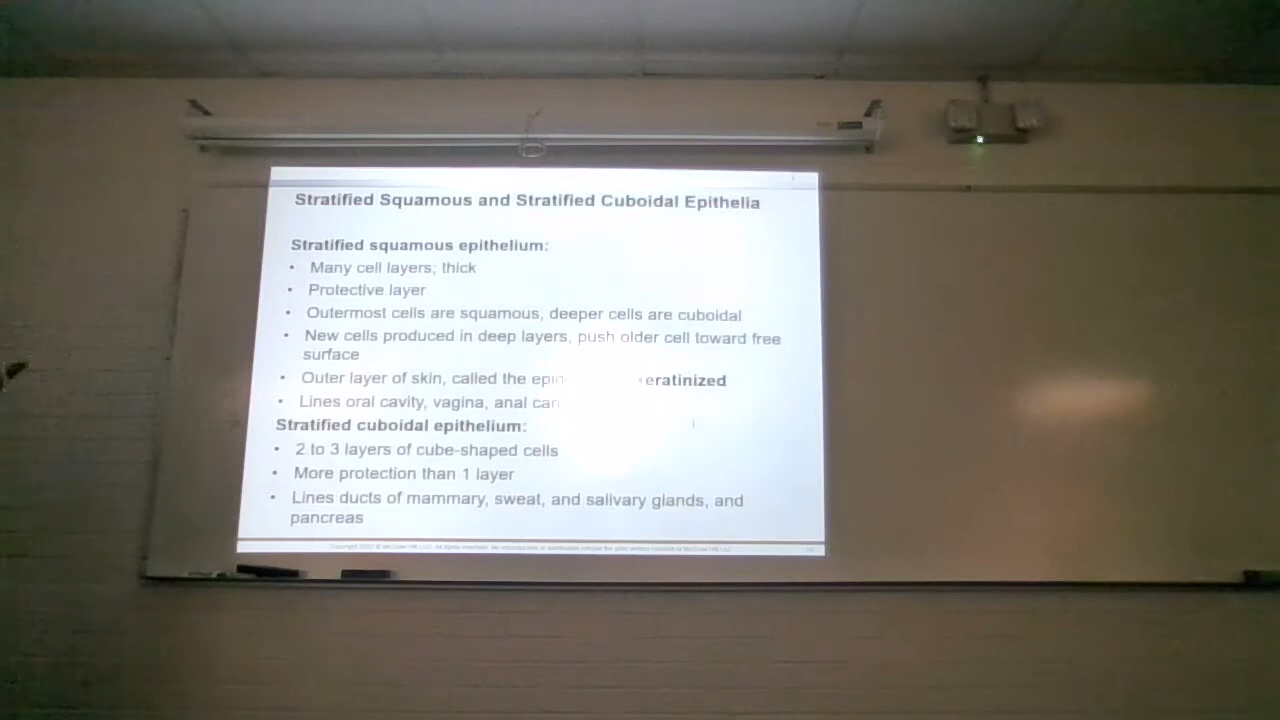 Stratified Squamous and Stratified Cuboidal Epithelia
Stratified squamous epithelium:
• Many cell layers; thick
• Protective layer
• Outermost cells are squamous, deeper cells are cuboidal
• New cells produced in deep layers, push older cell toward free
surface
• Outer layer of skin, called the epi eratinized
• Lines oral cavity, vagina, anal can
Stratified cuboidal epithelium:
• 2 to 3 layers of cube-shaped cells
• More protection than 1 layer
• Lines ducts of mammary, sweat, and salivary glands, and
pancreas